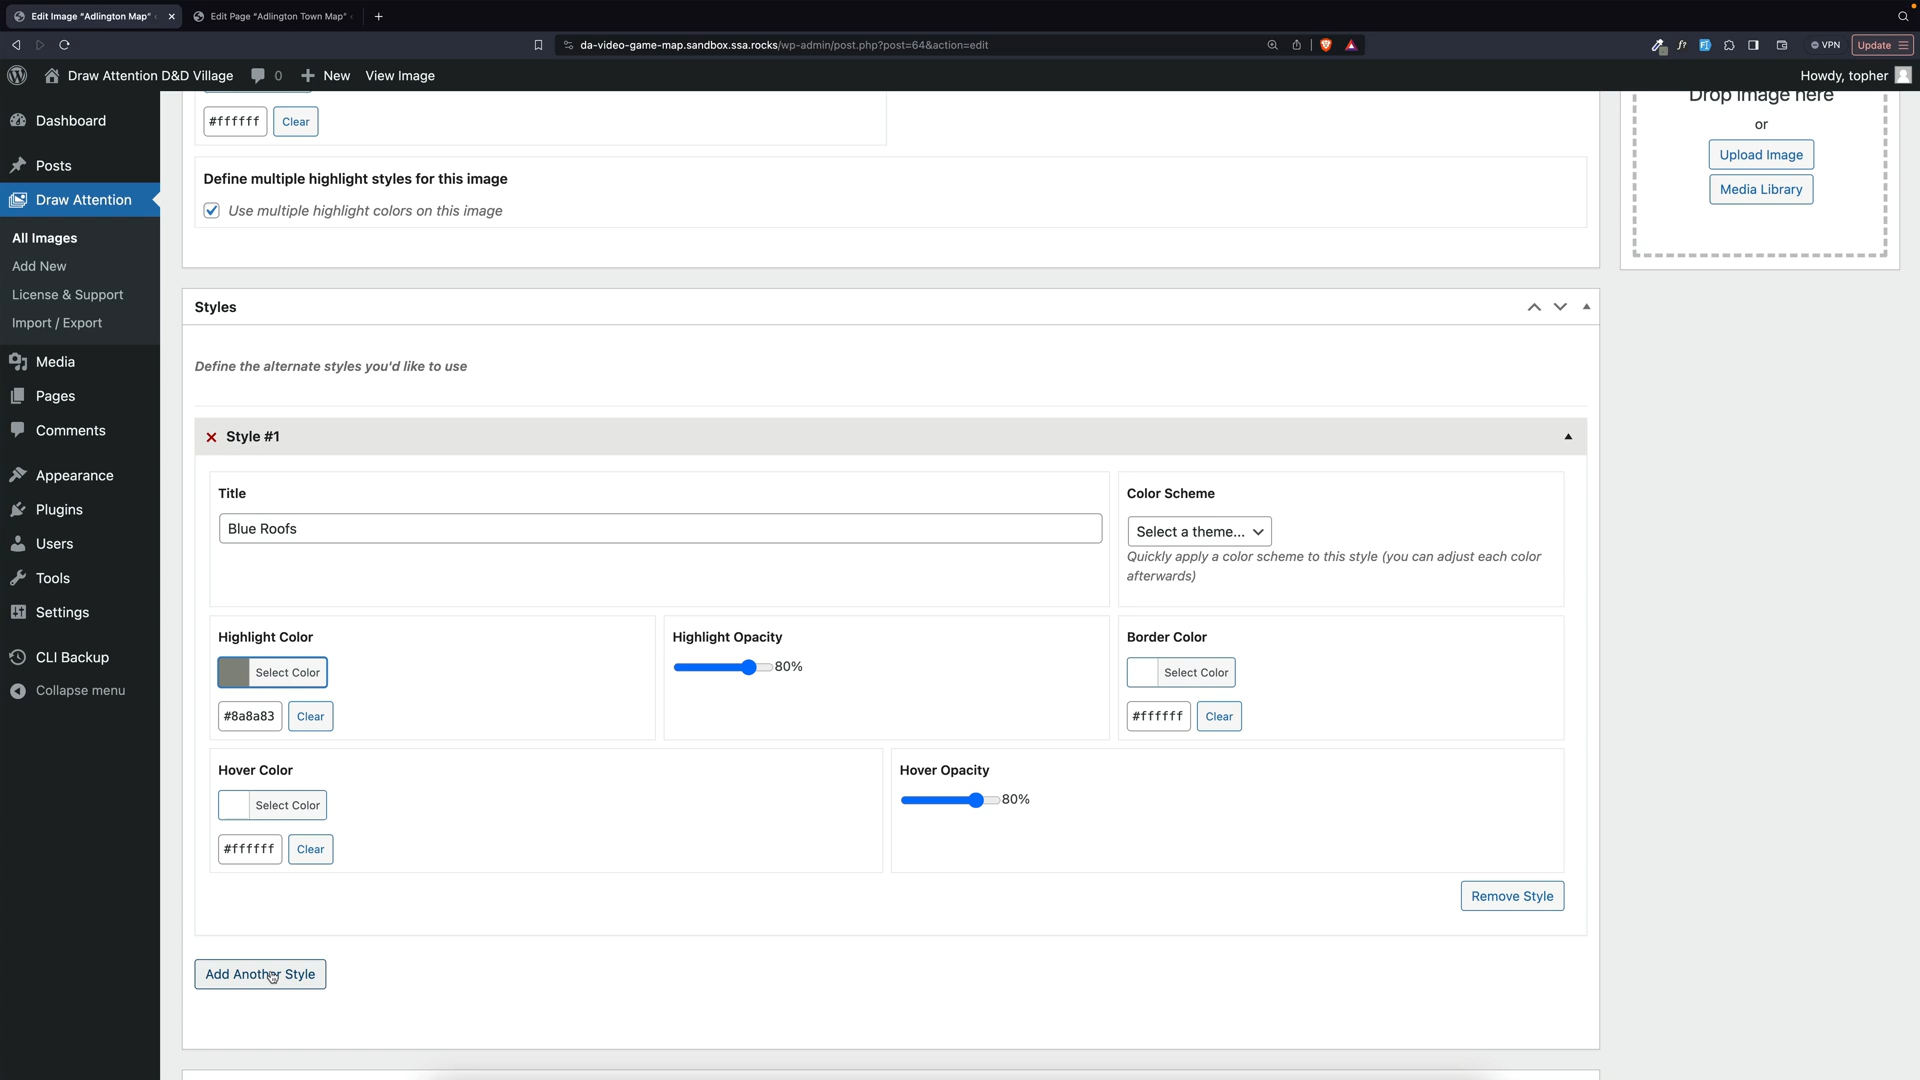 Edit Image "Adlington Map"
Edit Page "Adlington Town Map"
da-video-game-map.sandbox.ssa.rocks/wp-admin/post.php?post=64&action=edit
VPN
Update
Draw Attention D&D Village
0
New
View Image
Howdy, topher
Dashboard
Posts
Draw Attention
All Images
Add New
License & Support
Import / Export
Media
Pages
Comments
Appearance
Plugins
Users
Tools
Settings
CLI Backup
Collapse menu
#ffffff
Clear
Define multiple highlight styles for this image
Use multiple highlight colors on this image
Drop image here
or
Upload Image
Media Library
Styles
Define the alternate styles you'd like to use
Style #1
Title
Blue Roofs
Color Scheme
Select a theme...
Quickly apply a color scheme to this style (you can adjust each color
afterwards)
Highlight Color
Select Color
#8a8a83
Clear
Highlight Opacity
80%
Border Color
Select Color
#ffffff
Clear
Hover Color
Select Color
#ffffff
Clear
Hover Opacity
80%
Remove Style
Add Another Style